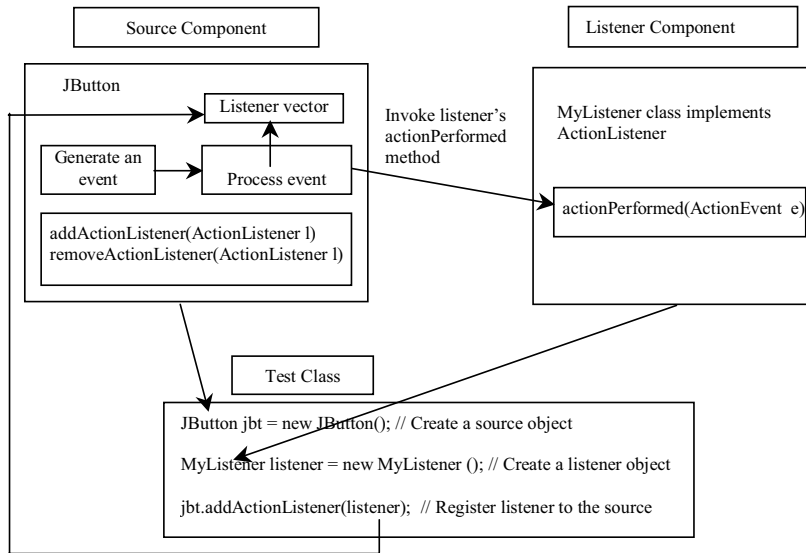 Source Component
Listener Component
JButton
Listener vector
Generate an
event
Process event
addActionListener(ActionListener l)
removeActionListener(ActionListener l)
Invoke listener’s
actionPerformed
method
MyListener class implements
ActionListener
actionPerformed(ActionEvent e)
Test Class
JButton jbt = new JButton(); // Create a source object
MyListener listener = new MyListener (); // Create a listener object
jbt.addActionListener(listener); // Register listener to the source